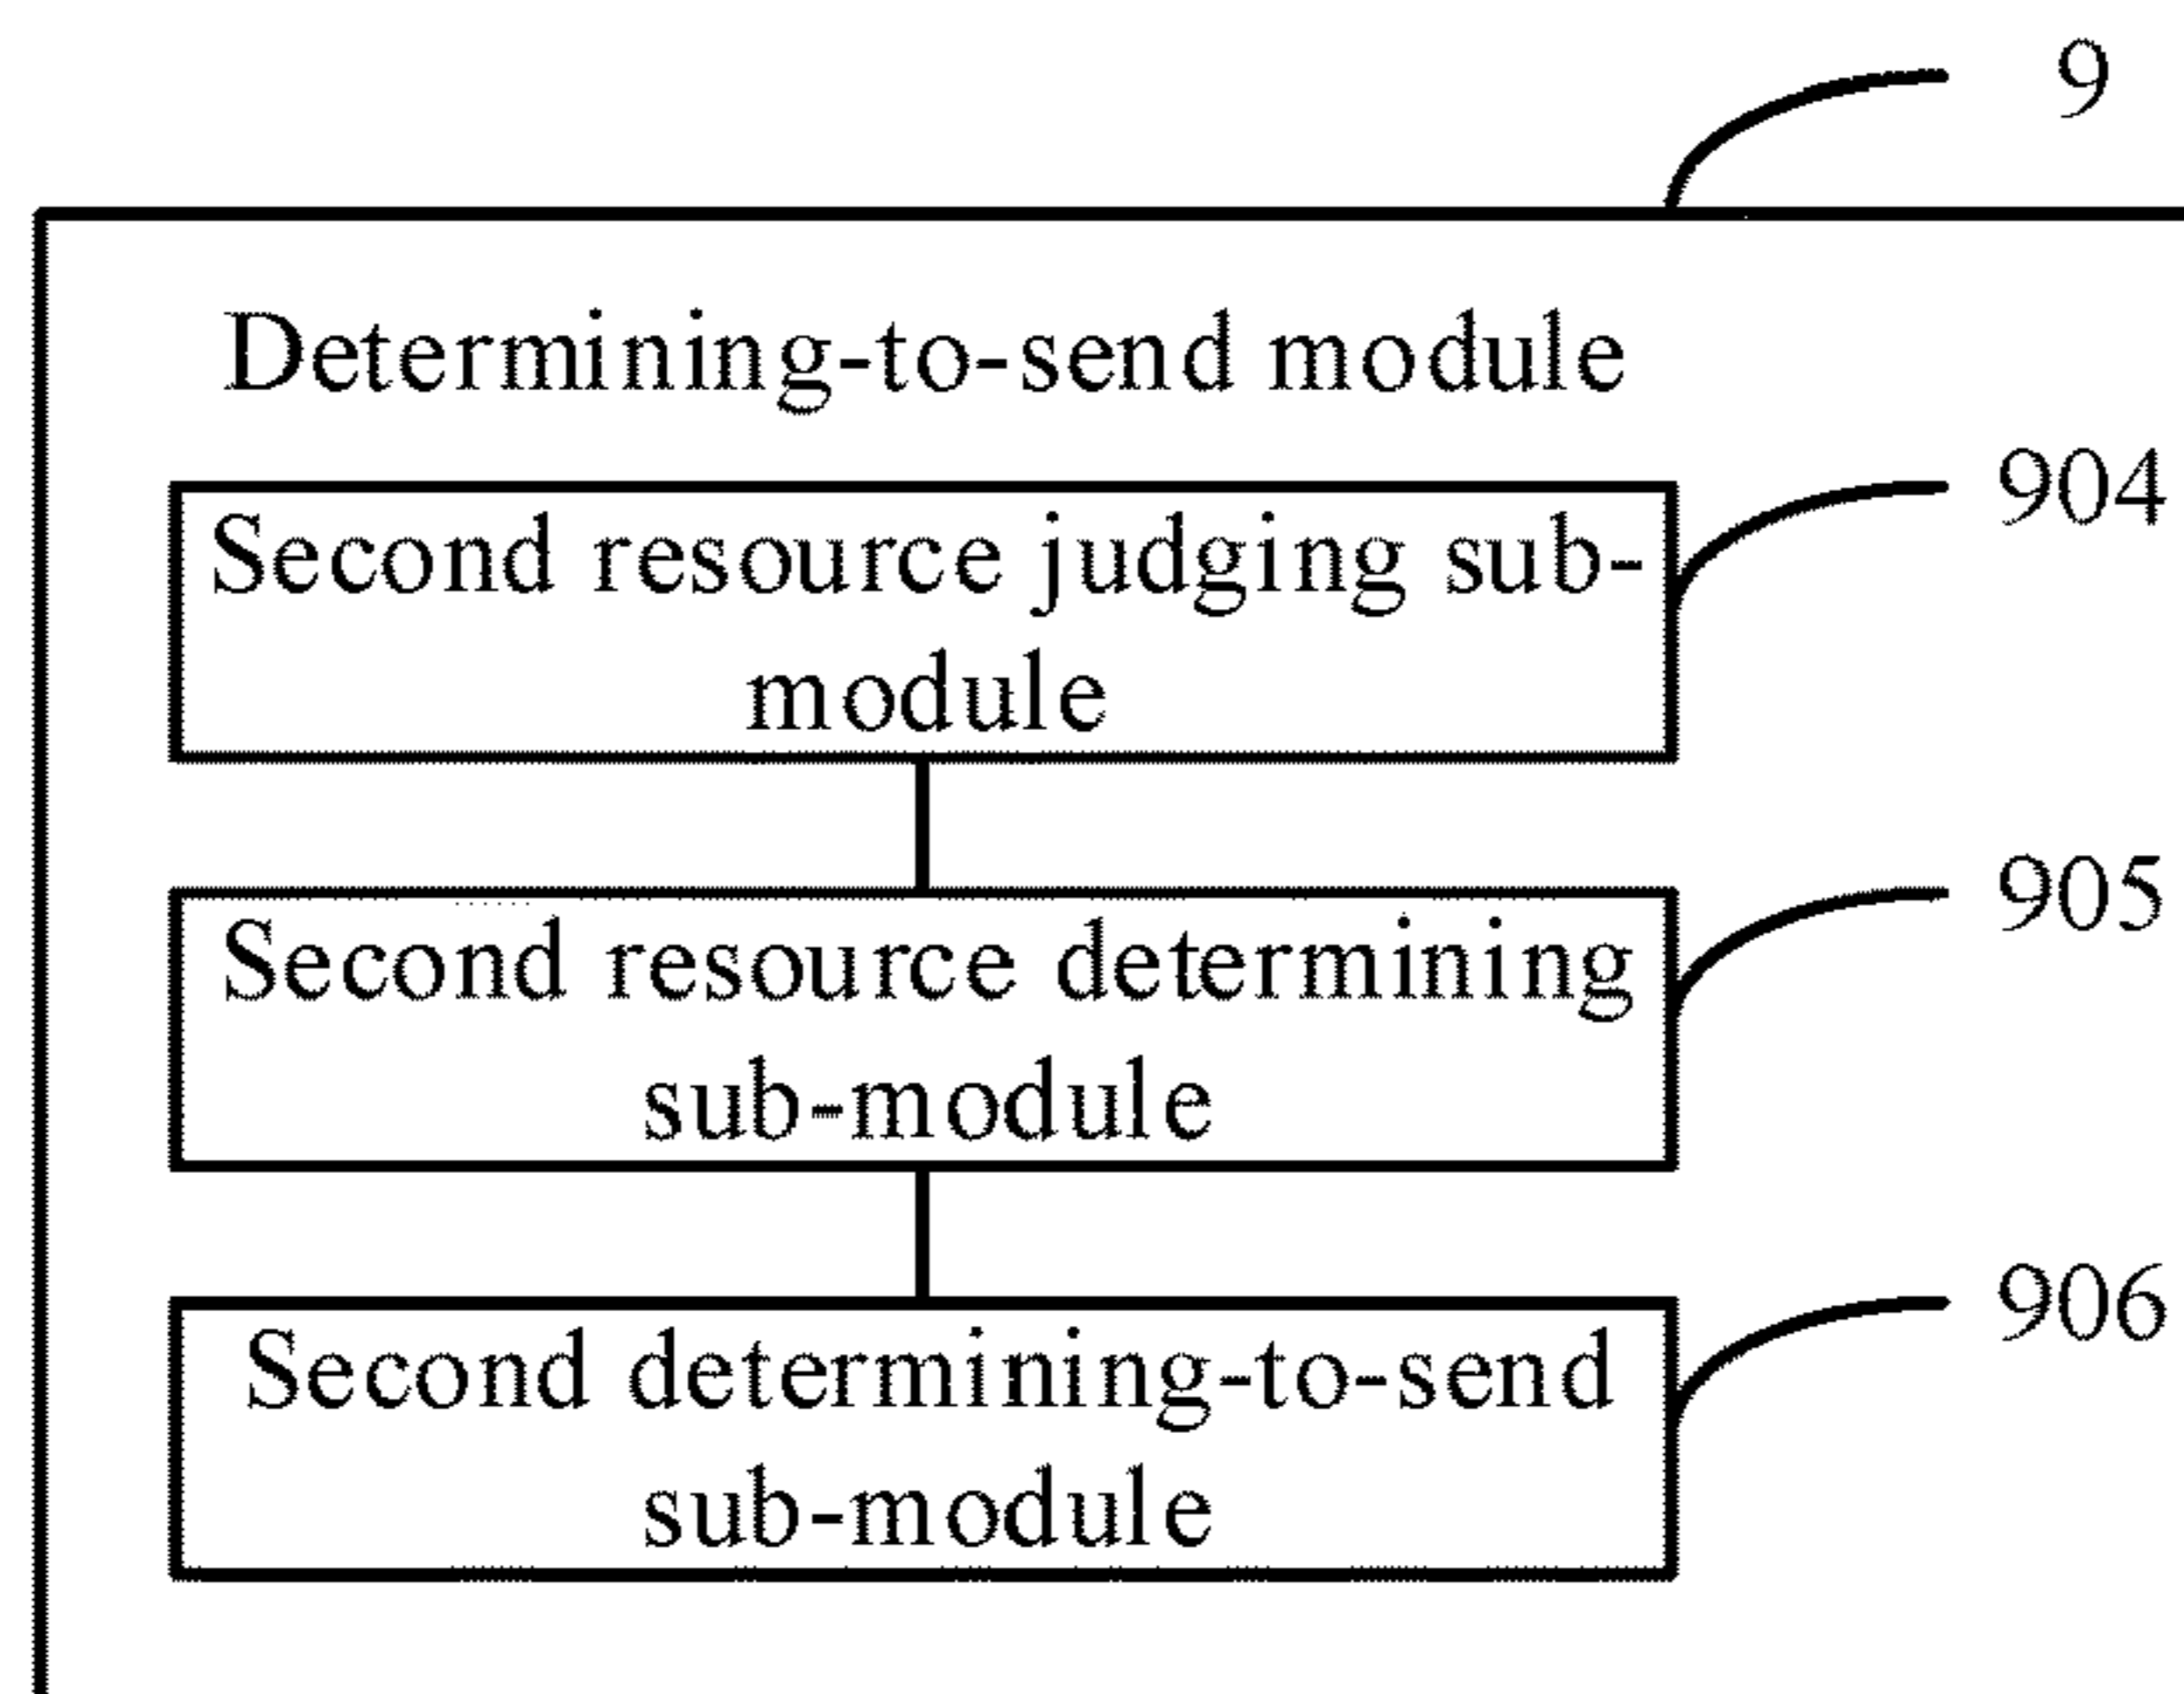 9
Determining-to-send module
904
Second resource judging sub-
module
905
Second resource determining
sub-module
906
Second determining-to-send
sub-module